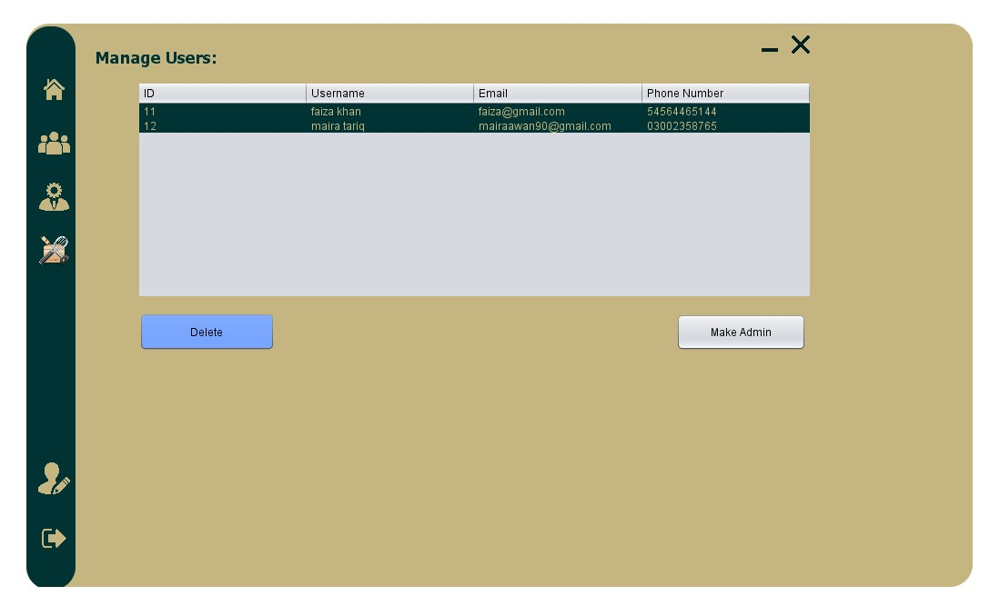 Manage Users:
ID Username Email Phone Number
11 faiza khan faiza@gmail.com 54564465144
12 maira tariq mairaawan90@gmail.com 03002358765
Delete Make Admin